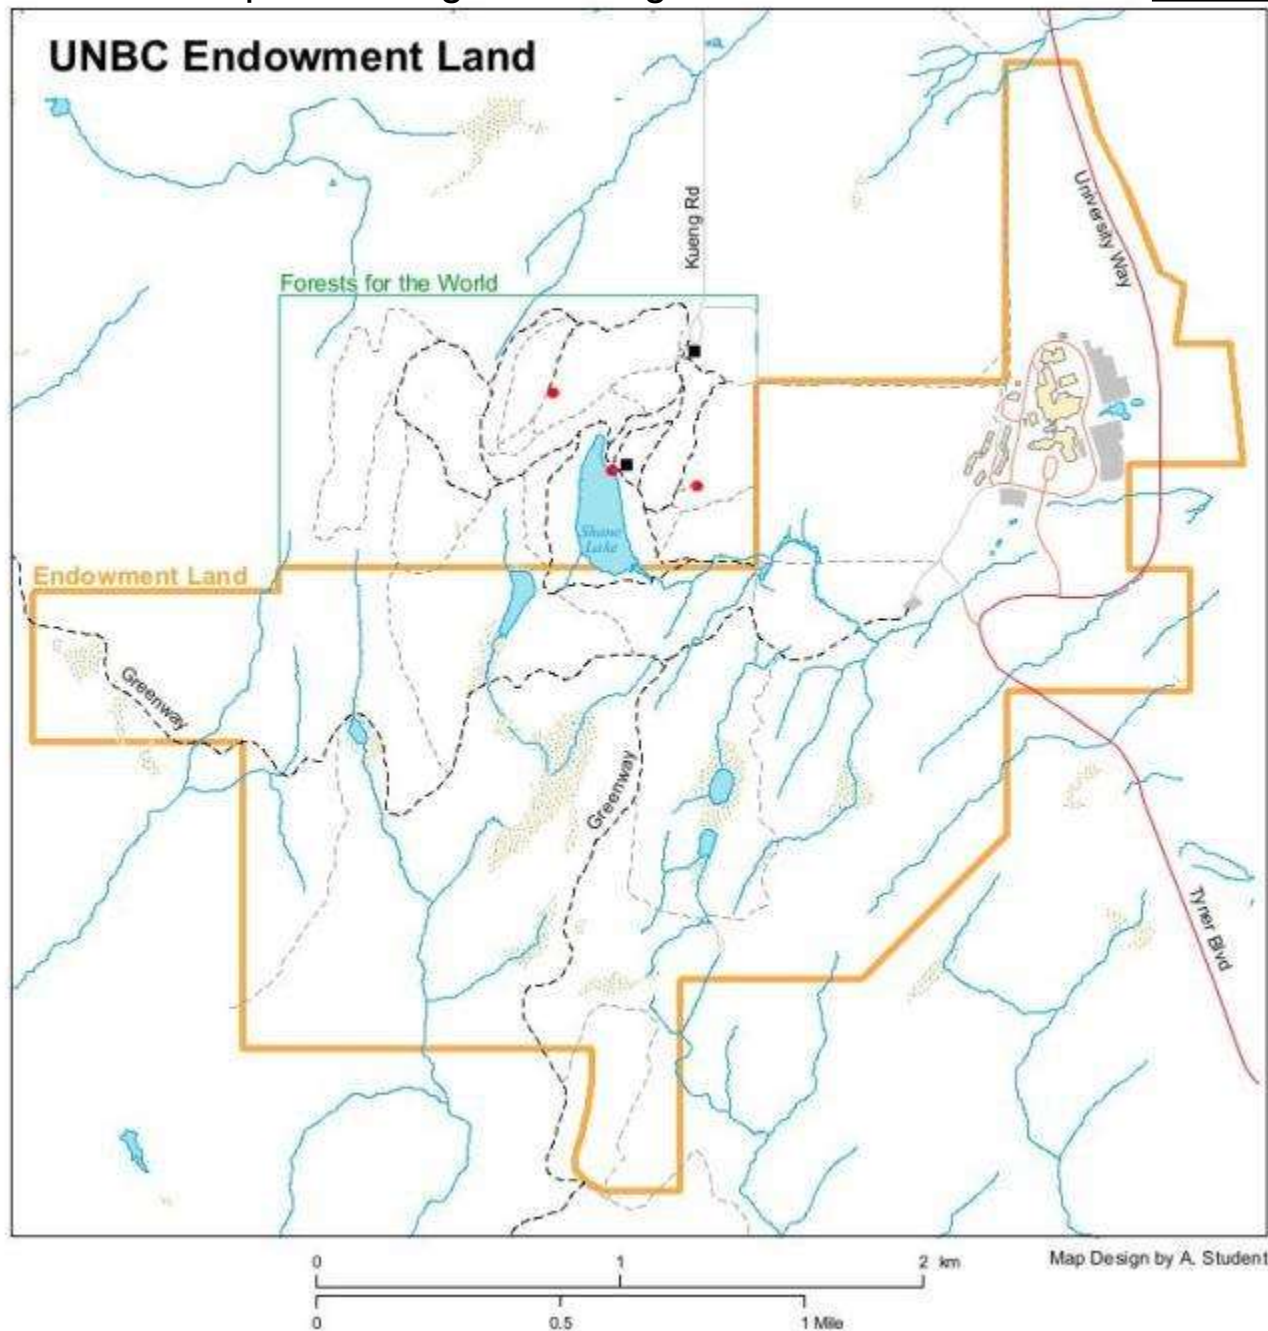 UNBC Endowment Land
Kueng Rd
University Way
Forests for the World
Shane
Lake
Endowment Land
Greenway
Greenway
Tyner Blvd
0 1 2 km
Map Design by A. Student
0 0.5 1 Mile